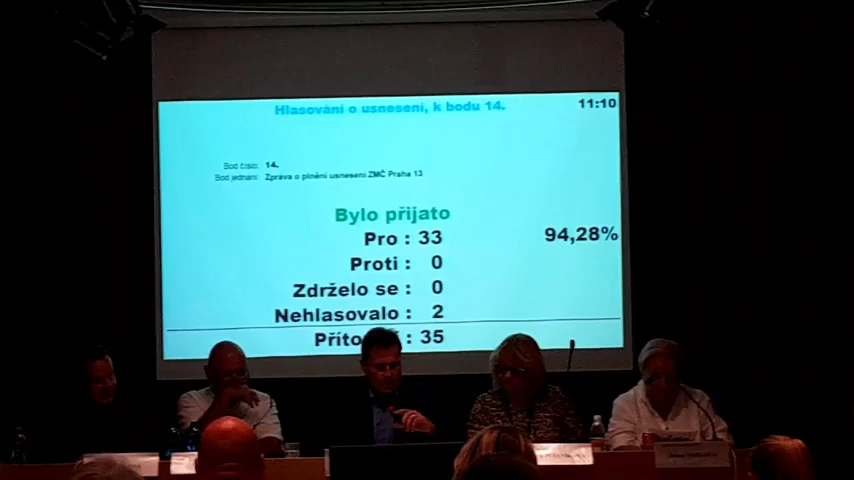 Hlasování o usnesení, k bodu 14.
11:10
Bod číslo: 14.
Bod jednání: Zpráva o plnění usnesení ZMČ Praha 13
Bylo přijato
Pro : 33
94,28%
Proti : 0
Zdrželo se : 0
Nehlasovalo : 2
: 35